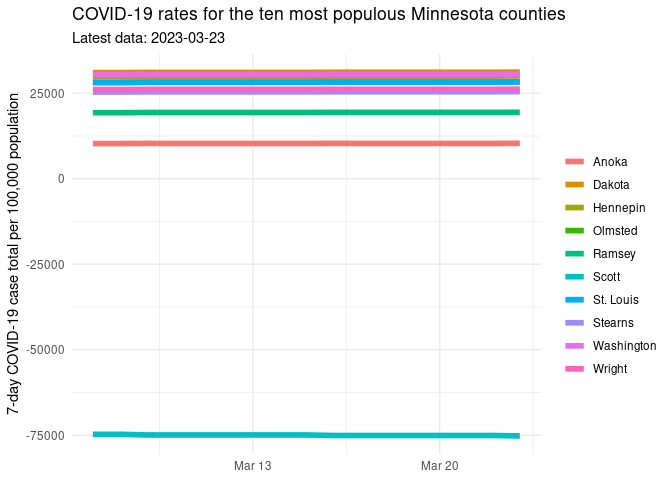 COVID-19 rates for the ten most populous Minnesota counties
Latest data: 2023-03-23
7-day COVID-19 case total per 100,000 population
25000
0
-25000
-50000
-75000
Mar 13
Mar 20
Anoka
Dakota
Hennepin
Olmsted
Ramsey
Scott
St. Louis
Stearns
Washington
Wright